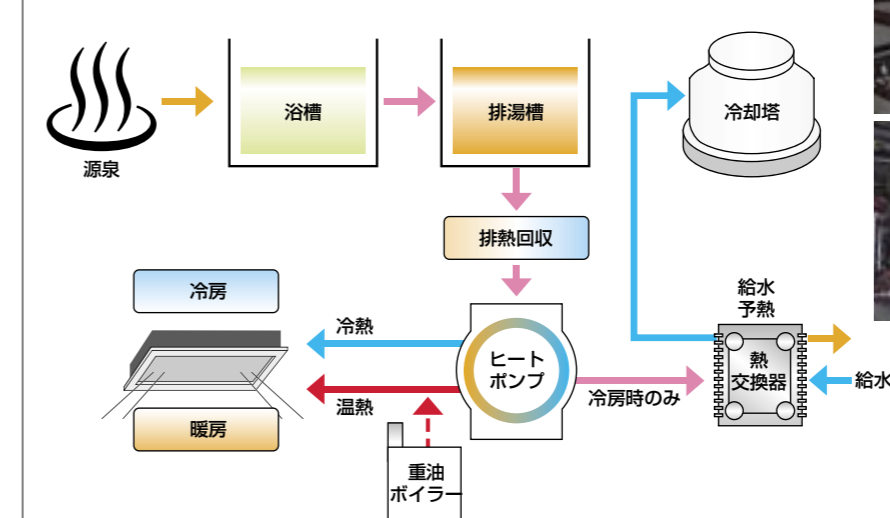 源泉
浴槽
排湯槽
冷却塔
排熱回収
冷房
暖房
冷熱
温熱
ヒート
ポンプ
重油
ボイラー
冷房時のみ
給水
予熱
熱
交換器
給水